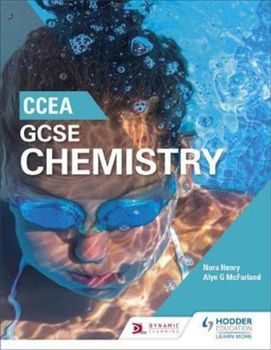 CCEA
GCSE
CHEMISTRY
Nora Henry
Alyn G McFarland
DYNAMIC
LEARNING
HODDER
EDUCATION
LEARN MORE